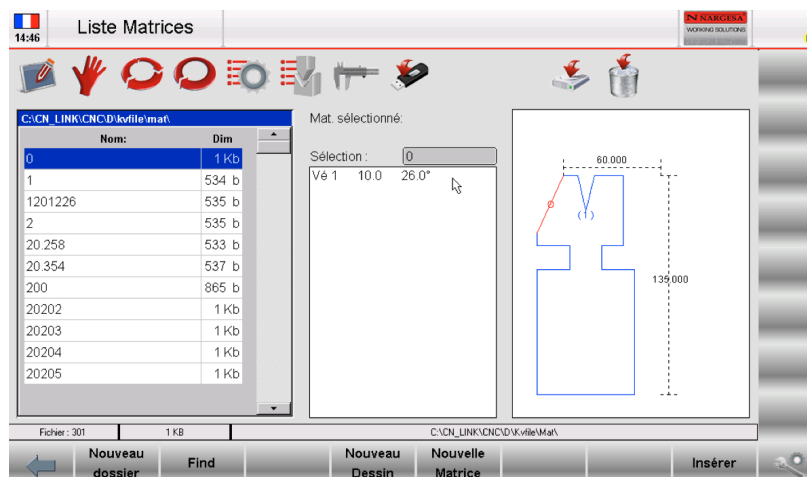 14:46
Liste Matrices
N NARGESA
WORKING SOLUTIONS
C:\CN_LINK\CNC\D\kvfile\mat\
Nom: Dim
0 1 Kb
1 534 b
1201226 535 b
2 535 b
20.258 533 b
20.354 537 b
200 865 b
20202 1 Kb
20203 1 Kb
20204 1 Kb
20205 1 Kb
Mat. sélectionné:
Sélection : 0
Vé 1 10.0 26.0°
60.000
(1)
135.000
Fichier : 301 1 KB C:\CN_LINK\CNC\D\Kvfile\Mat\
Nouveau dossier
Find
Nouveau Dessin
Nouvelle Matrice
Insérer